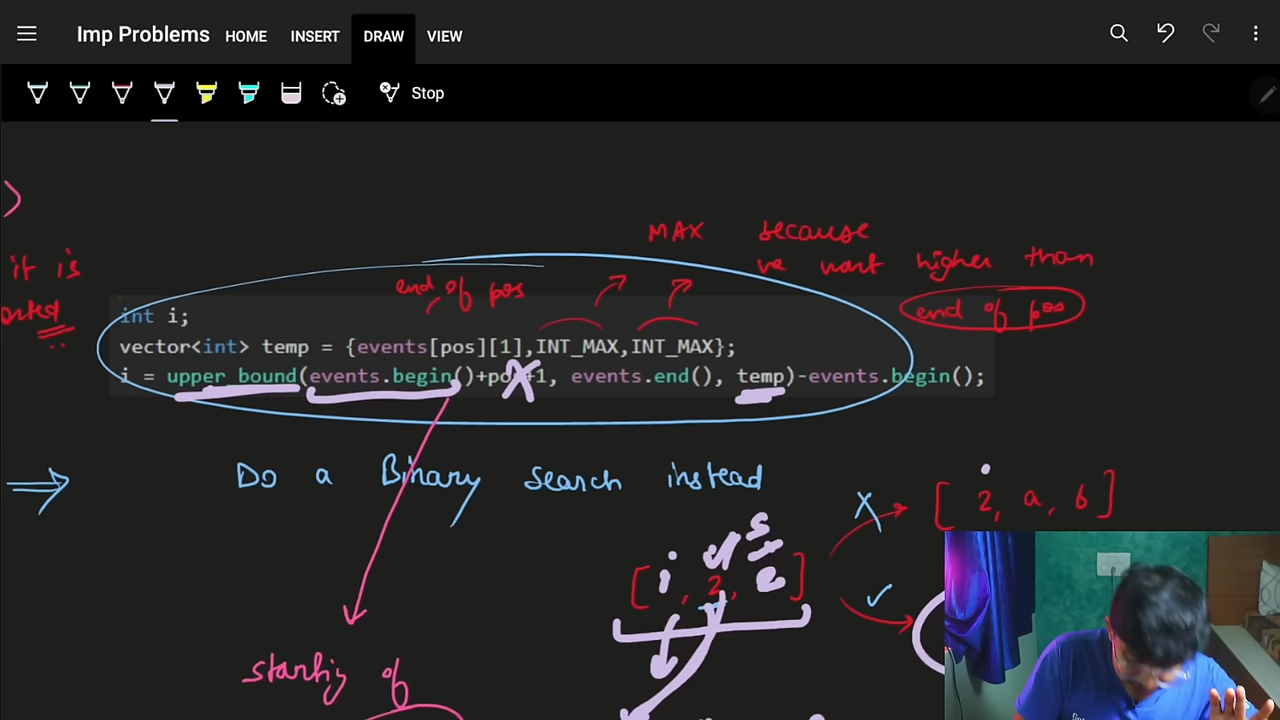 Imp Problems HOME INSERT DRAW VIEW
Stop
MAX because
we want higher than
end of pos
it is
end of pos
int i;
vector<int> temp = {events[pos][1],INT_MAX,INT_MAX};
i = upper_bound(events.begin()+pos+1, events.end(), temp)-events.begin();
Do a Binary search instead
[ 2, a, b ]
[ i, 2, e ]
starting of